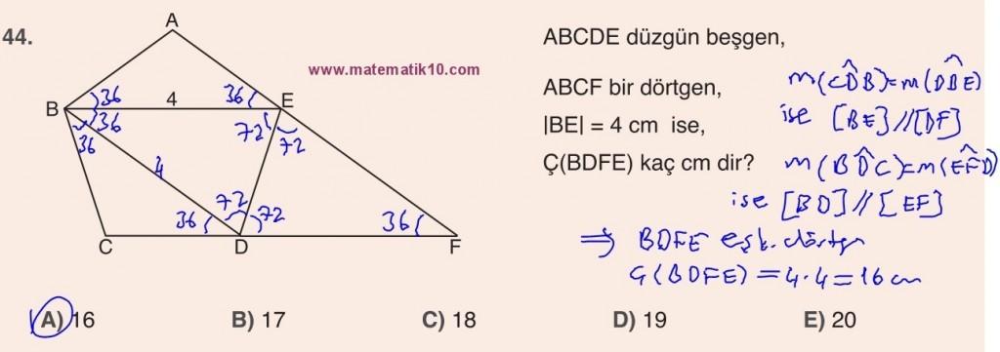 44.
ABCDE düzgün beşgen,
ABCF bir dörtgen,
|BE| = 4 cm ise,
Ç(BDFE) kaç cm dir?
www.matematik10.com
A
B
36
36
36
4
36
E
72
72
4
36
72
72
36
C
D
F
m(CDB)=m(DBE)
ise [BE]//[DF]
m(BDC)=m(EFD)
ise [BD]//[EF]
⇒ BDFE eşk. dörtgen
Ç(BDFE)=4.4=16 cm
A) 16
B) 17
C) 18
D) 19
E) 20